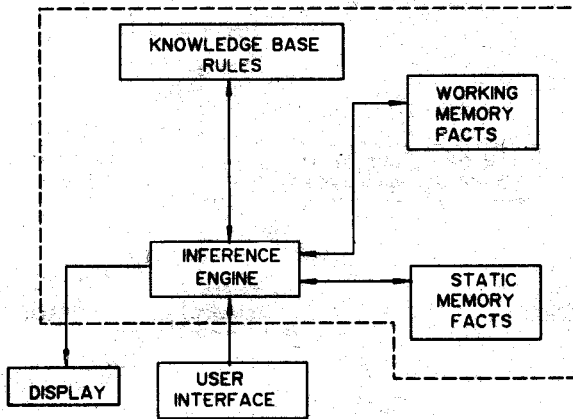 KNOWLEDGE BASE
RULES
WORKING
MEMORY
FACTS
INFERENCE
ENGINE
STATIC
MEMORY
FACTS
DISPLAY
USER
INTERFACE